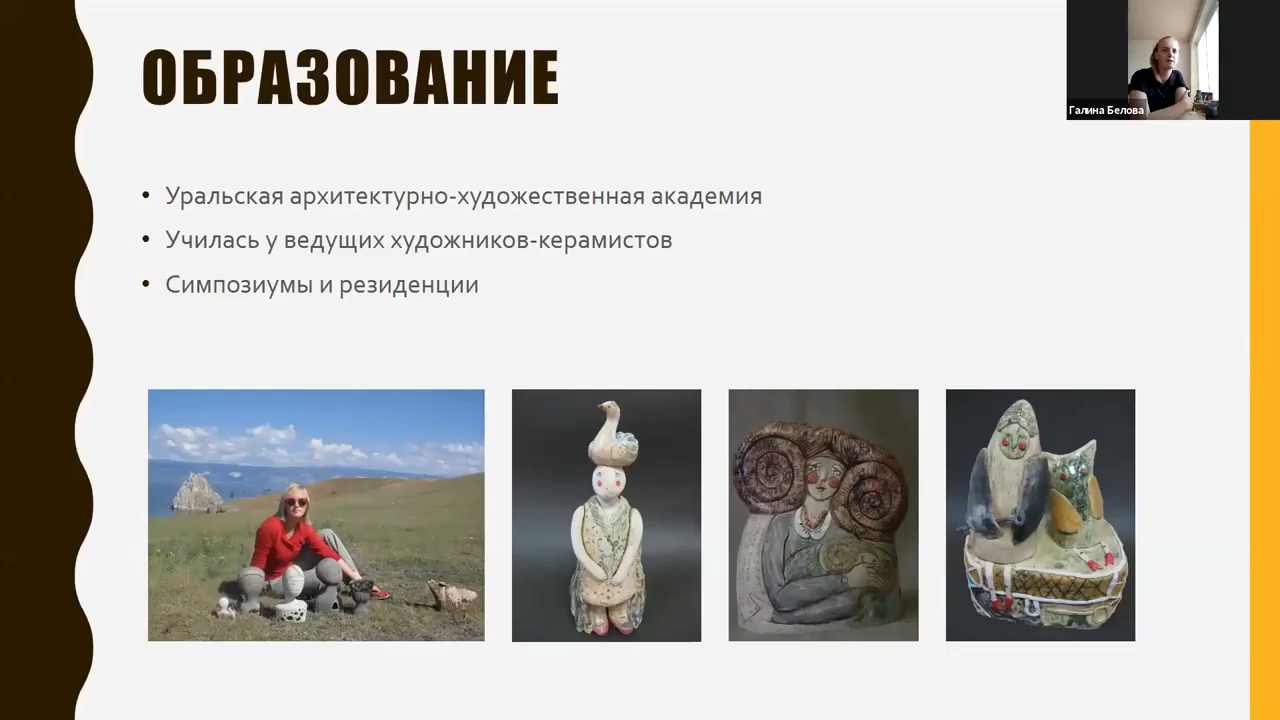 ОБРАЗОВАНИЕ
Галина Белова
• Уральская архитектурно-художественная академия
• Училась у ведущих художников-керамистов
• Симпозиумы и резиденции